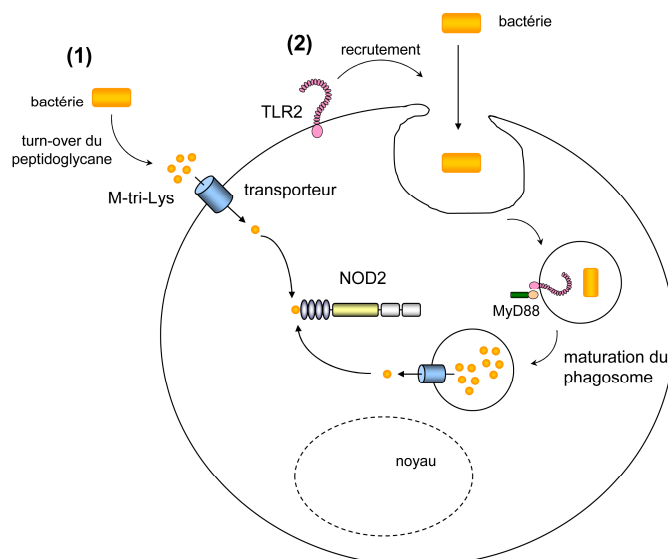 (1)
(2)
bactérie
recrutement
TLR2
bactérie
turn-over du
peptidoglycane
M-tri-Lys
transporteur
NOD2
MyD88
maturation du
phagosome
noyau